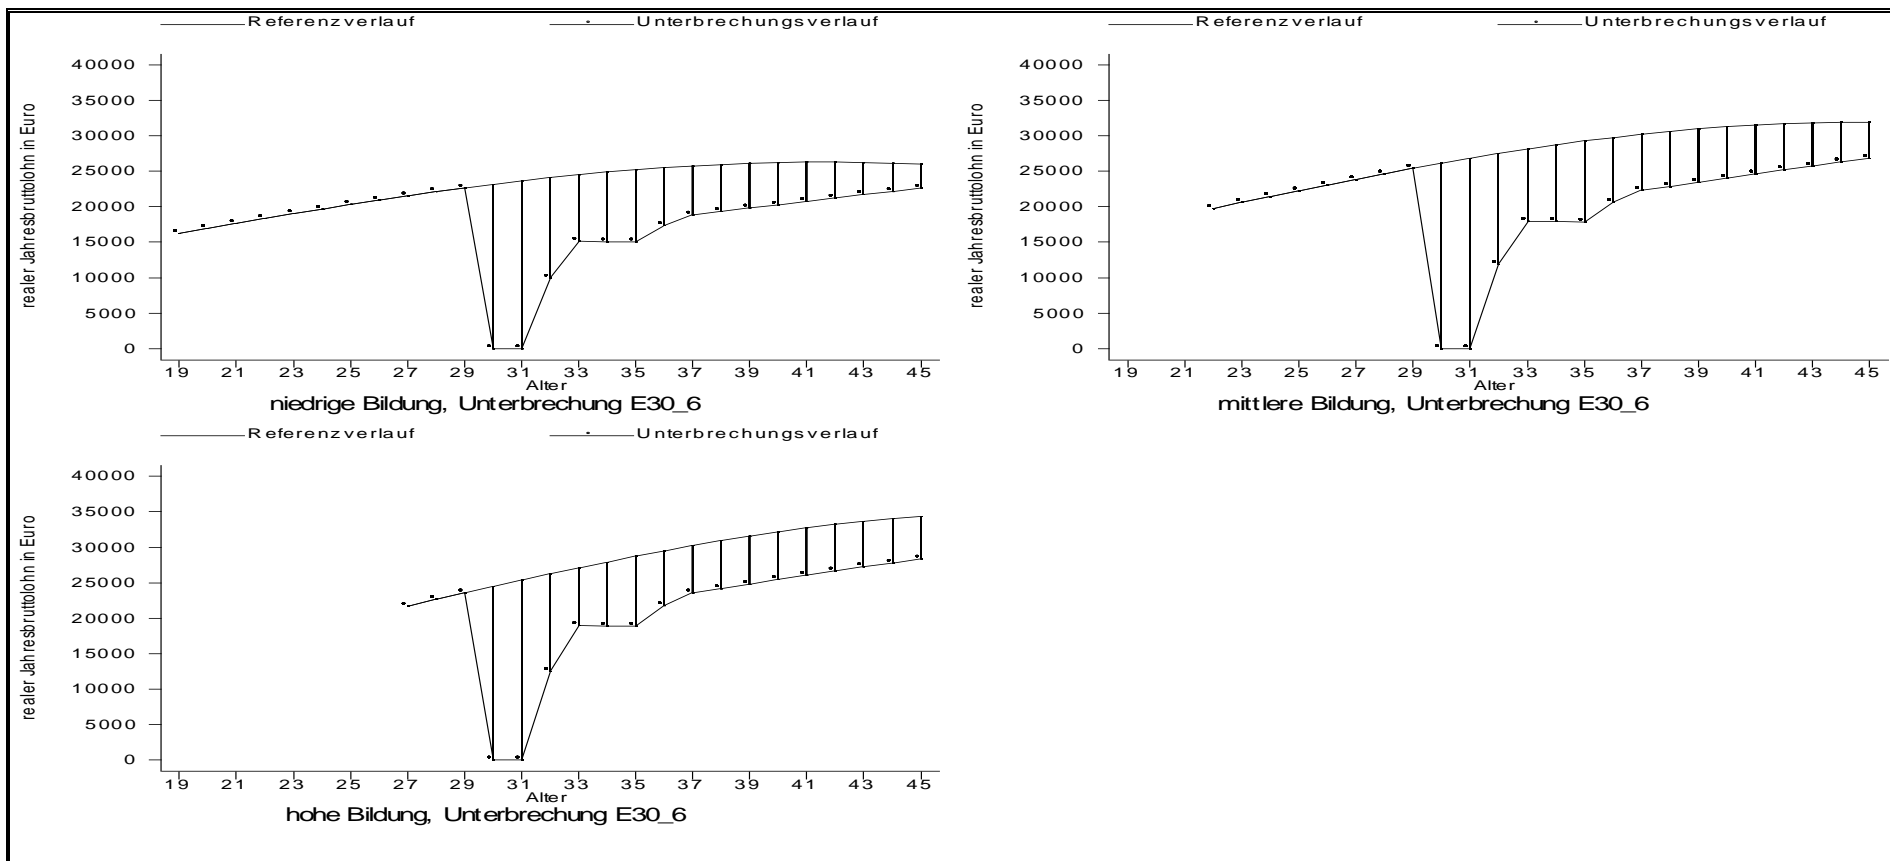 Referenzverlauf Unterbrechungsverlauf
realer Jahresbruttolohn in Euro
40000
35000
30000
25000
20000
15000
10000
5000
0
19 21 23 25 27 29 31 33 35 37 39 41 43 45
Alter
niedrige Bildung, Unterbrechung E30_6
Referenzverlauf Unterbrechungsverlauf
realer Jahresbruttolohn in Euro
40000
35000
30000
25000
20000
15000
10000
5000
0
19 21 23 25 27 29 31 33 35 37 39 41 43 45
Alter
mittlere Bildung, Unterbrechung E30_6
Referenzverlauf Unterbrechungsverlauf
realer Jahresbruttolohn in Euro
40000
35000
30000
25000
20000
15000
10000
5000
0
19 21 23 25 27 29 31 33 35 37 39 41 43 45
Alter
hohe Bildung, Unterbrechung E30_6